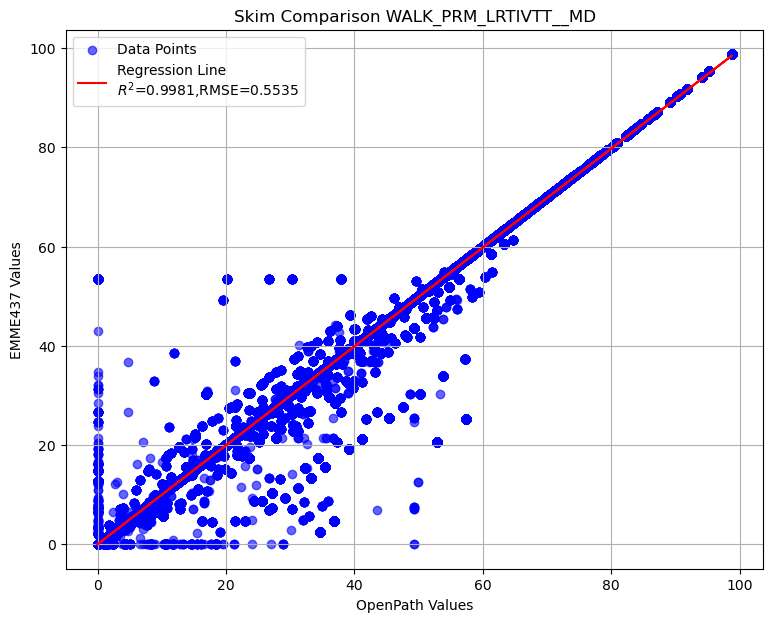 Skim Comparison WALK_PRM_LRTIVTT__MD
Data Points
Regression Line
R²=0.9981,RMSE=0.5535
100
80
60
40
20
0
EMME437 Values
0 20 40 60 80 100
OpenPath Values